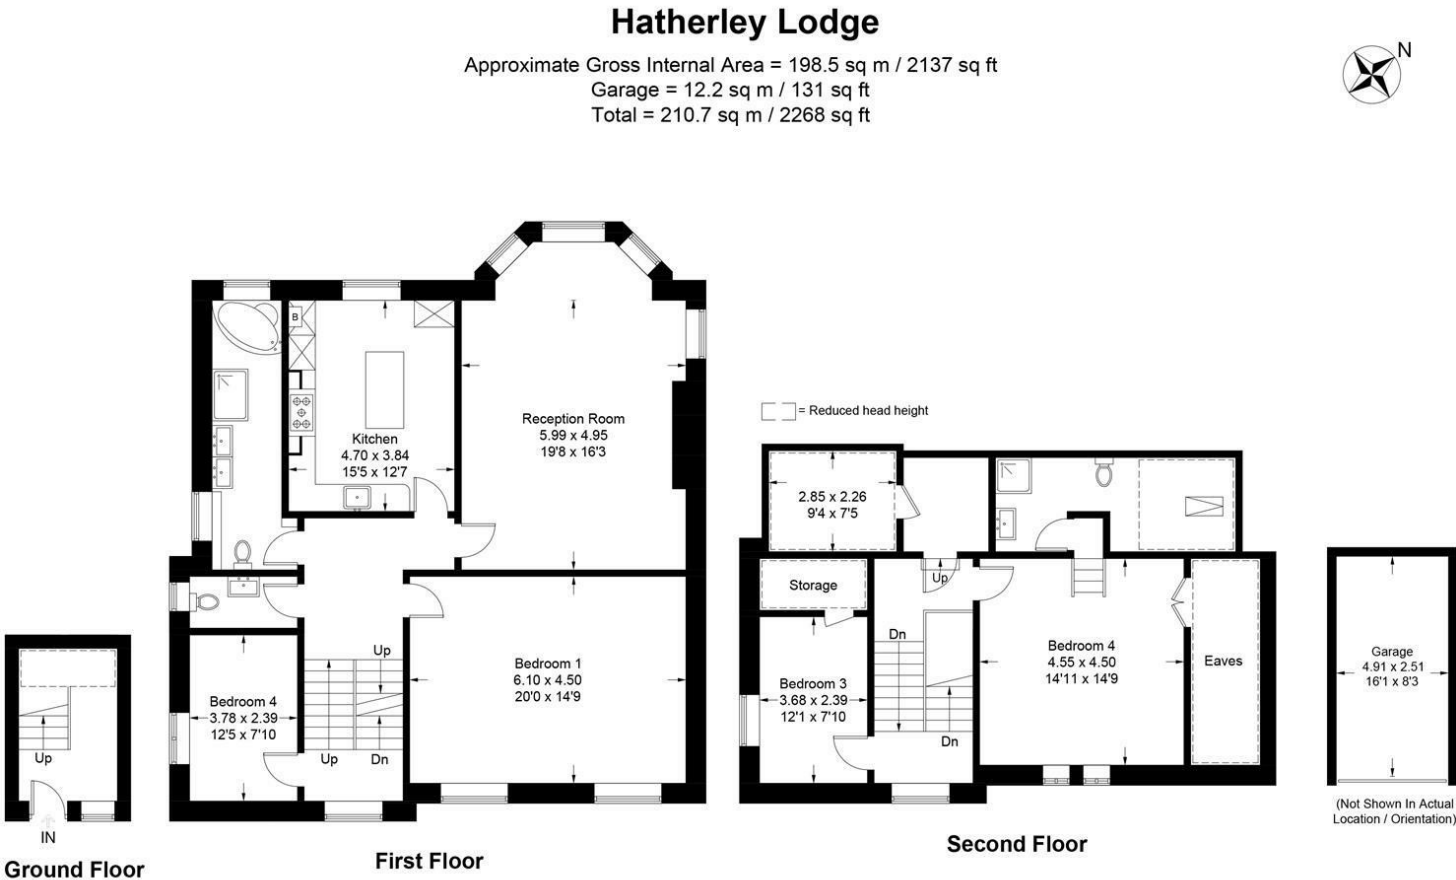 Hatherley Lodge
Approximate Gross Internal Area = 198.5 sq m / 2137 sq ft
Garage = 12.2 sq m / 131 sq ft
Total = 210.7 sq m / 2268 sq ft
N
B
Kitchen
4.70 x 3.84
15'5 x 12'7
Reception Room
5.99 x 4.95
19'8 x 16'3
Up
Bedroom 1
6.10 x 4.50
20'0 x 14'9
Bedroom 4
3.78 x 2.39
12'5 x 7'10
Up
Dn
Up
IN
Ground Floor
First Floor
= Reduced head height
2.85 x 2.26
9'4 x 7'5
Storage
Up
Dn
Bedroom 4
4.55 x 4.50
14'11 x 14'9
Eaves
Bedroom 3
3.68 x 2.39
12'1 x 7'10
Dn
Second Floor
Garage
4.91 x 2.51
16'1 x 8'3
(Not Shown In Actual
Location / Orientation)